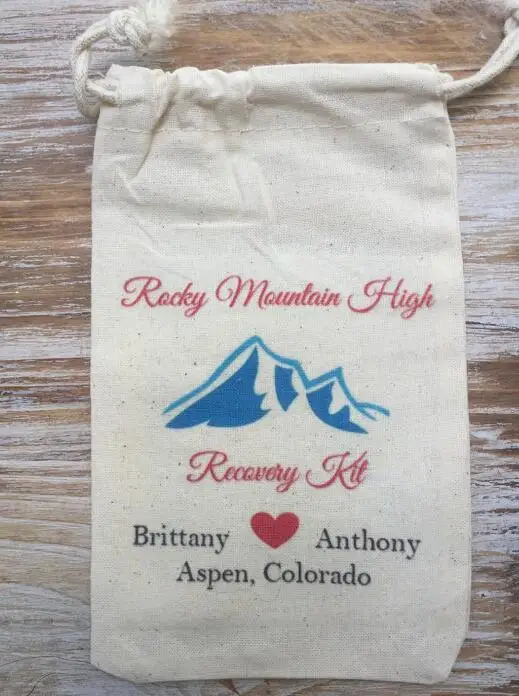 Rocky Mountain High
Recovery Kit
Brittany Anthony
Aspen, Colorado